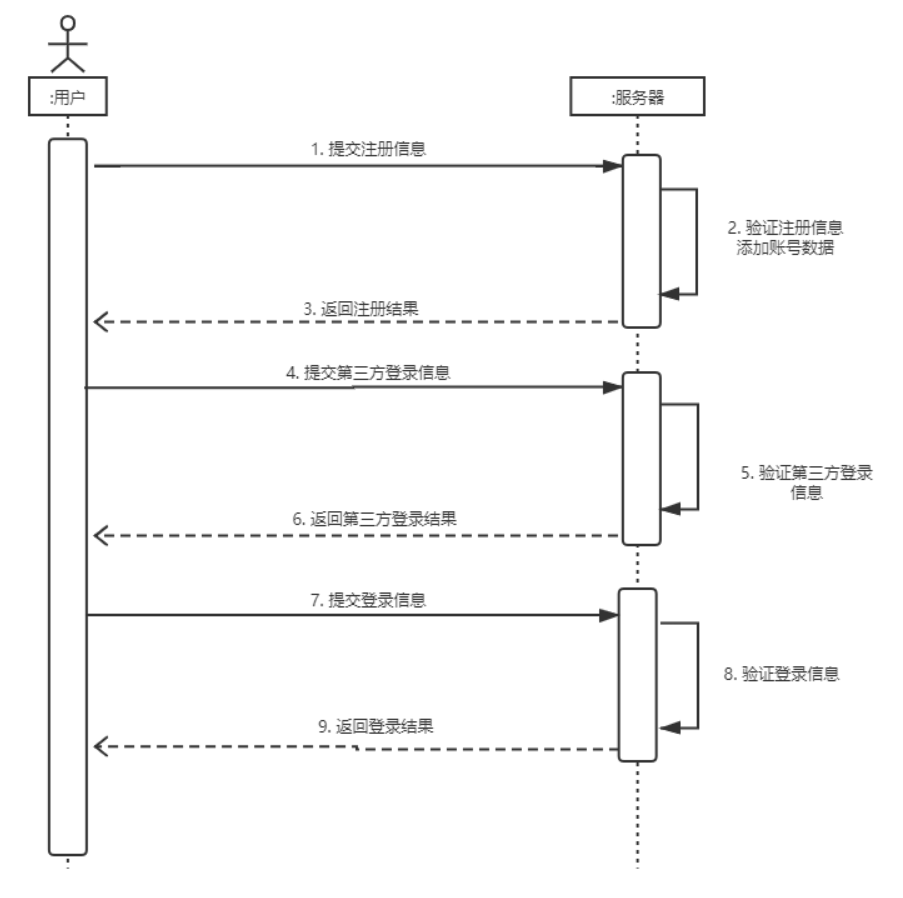 :用户
:服务器
1. 提交注册信息
2. 验证注册信息
添加账号数据
3. 返回注册结果
4. 提交第三方登录信息
5. 验证第三方登录
信息
6. 返回第三方登录结果
7. 提交登录信息
8. 验证登录信息
9. 返回登录结果